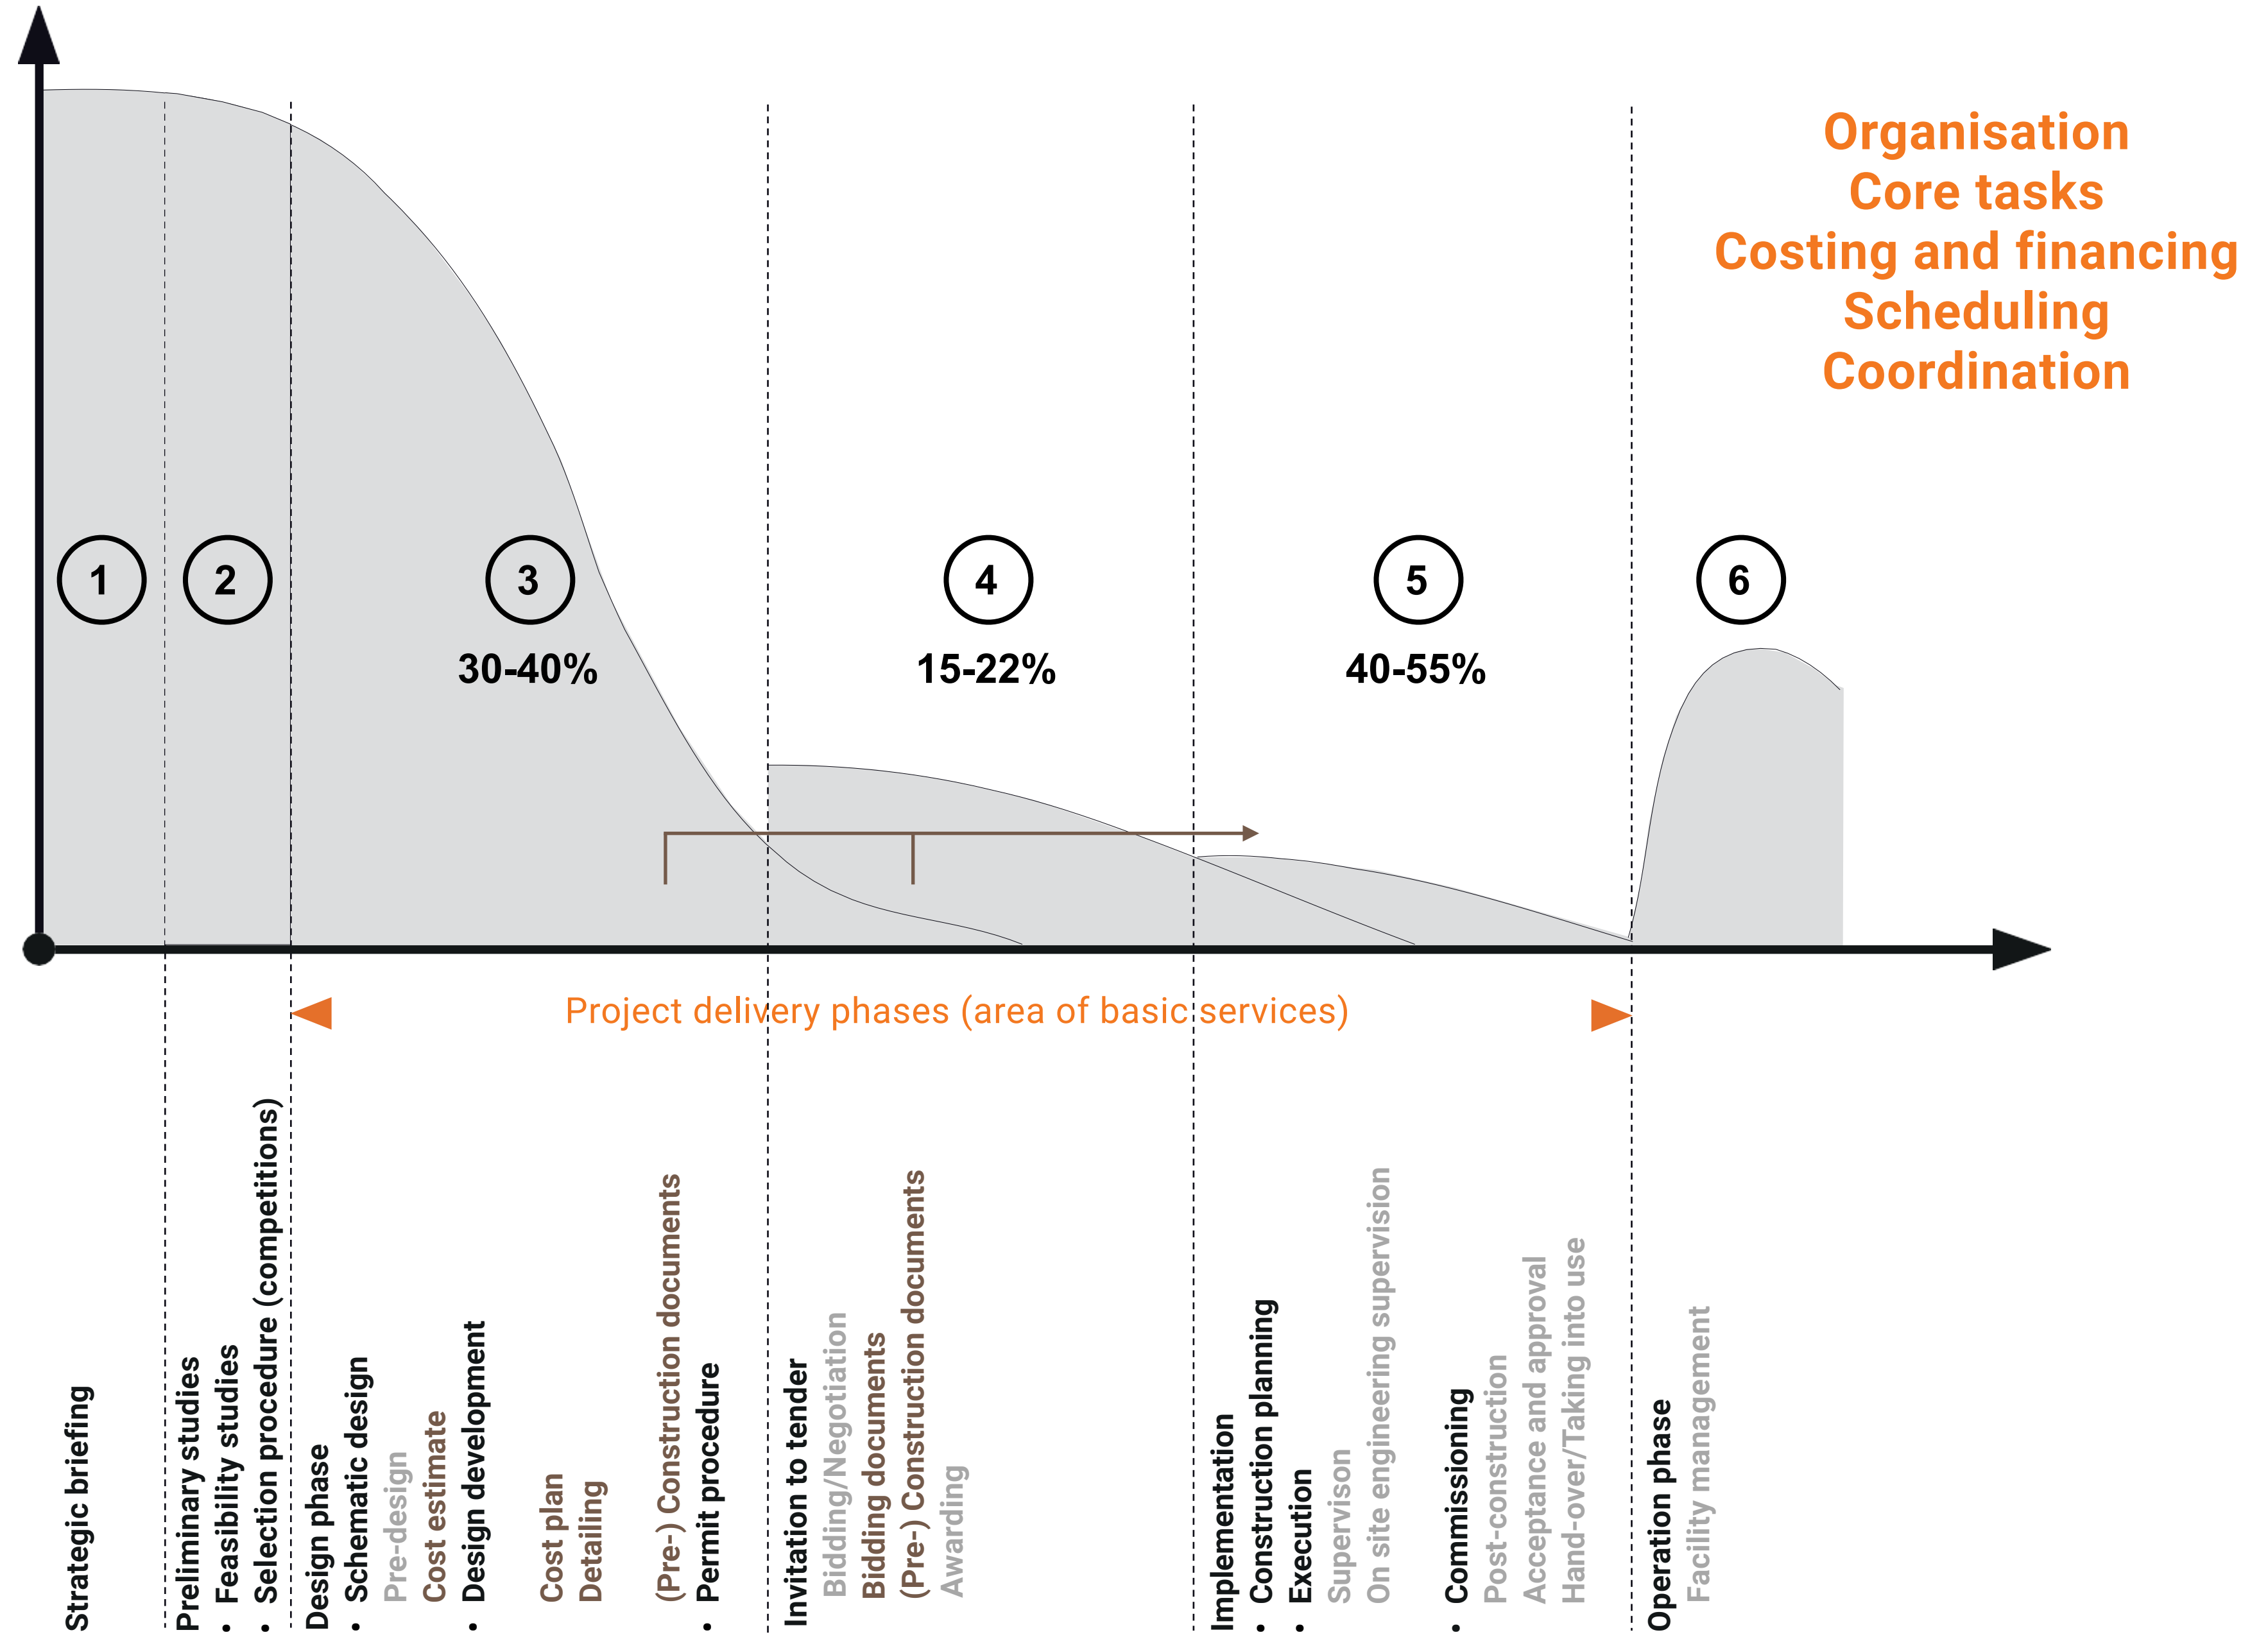 Organisation
Core tasks
Costing and financing
Scheduling
Coordination
1
2
3
4
5
6
30-40%
15-22%
40-55%
Project delivery phases (area of basic services)
Strategic briefing
Preliminary studies
• Feasibility studies
• Selection procedure (competitions)
Design phase
• Schematic design
Pre-design
Cost estimate
• Design development
Cost plan
Detailing
(Pre-) Construction documents
• Permit procedure
Invitation to tender
Bidding/Negotiation
Bidding documents
(Pre-) Construction documents
Awarding
Implementation
• Construction planning
• Execution
Supervison
On site engineering supervision
• Commissioning
Post-construction
Acceptance and approval
Hand-over/Taking into use
Operation phase
Facility management